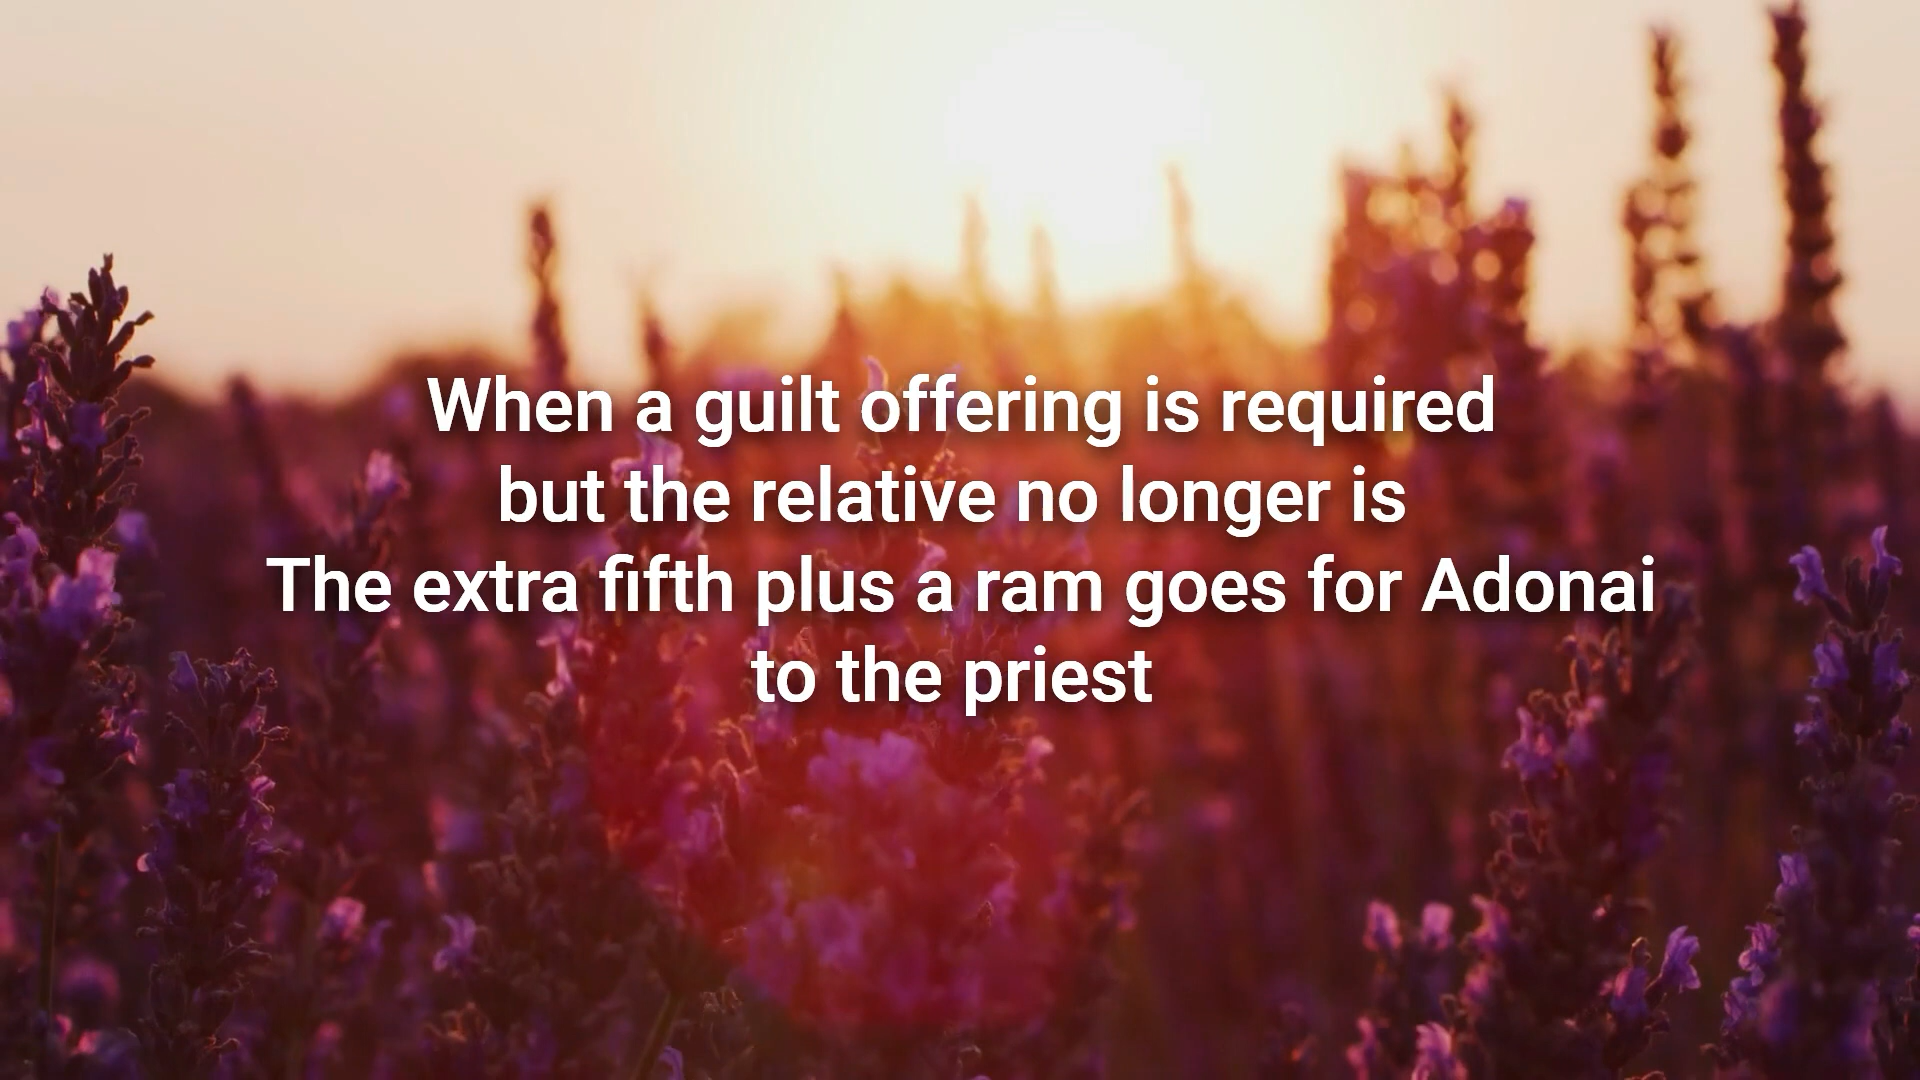 When a guilt offering is required
but the relative no longer is
The extra fifth plus a ram goes for Adonai
to the priest